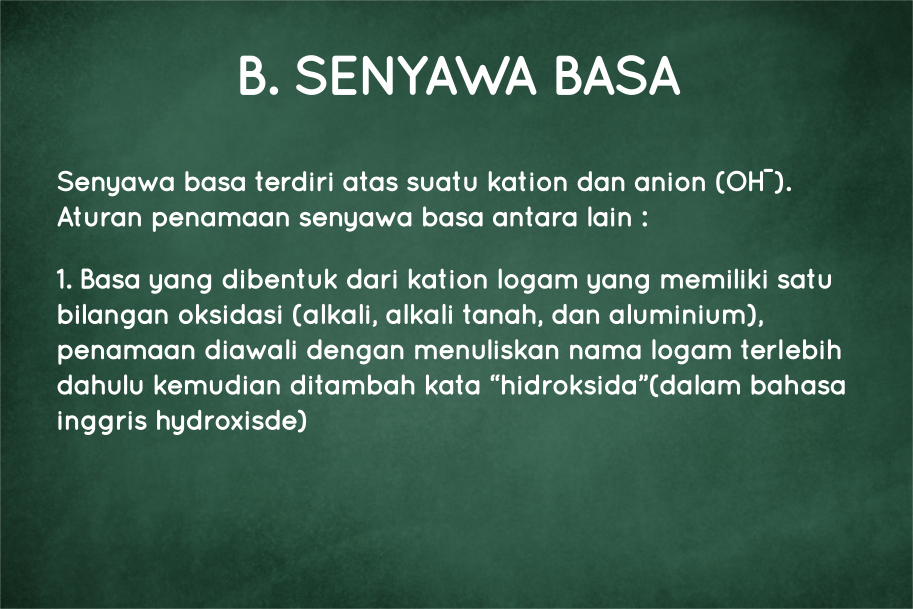 B. SENYAWA BASA
Senyawa basa terdiri atas suatu kation dan anion (OH¯).
Aturan penamaan senyawa basa antara lain :
1. Basa yang dibentuk dari kation logam yang memiliki satu
bilangan oksidasi (alkali, alkali tanah, dan aluminium),
penamaan diawali dengan menuliskan nama logam terlebih
dahulu kemudian ditambah kata “hidroksida”(dalam bahasa
inggris hydroxisde)